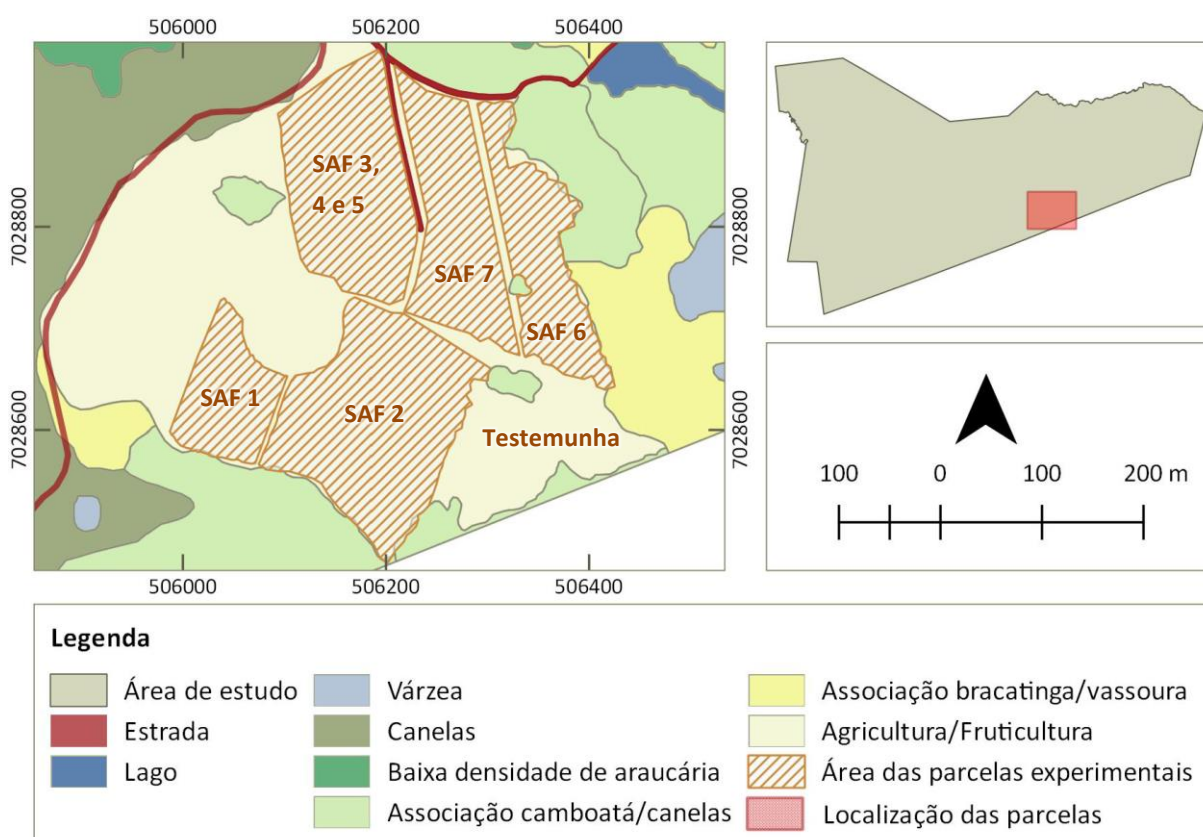 506000 506200 506400
7028800 7028800
7028600 7028600
SAF 3,
4 e 5
SAF 7
SAF 6
SAF 1
SAF 2
Testemunha
506000 506200 506400
100 0 100 200 m
Legenda
Área de estudo
Estrada
Lago
Várzea
Canelas
Baixa densidade de araucária
Associação camboatá/canelas
Associação bracatinga/vassoura
Agricultura/Fruticultura
Área das parcelas experimentais
Localização das parcelas